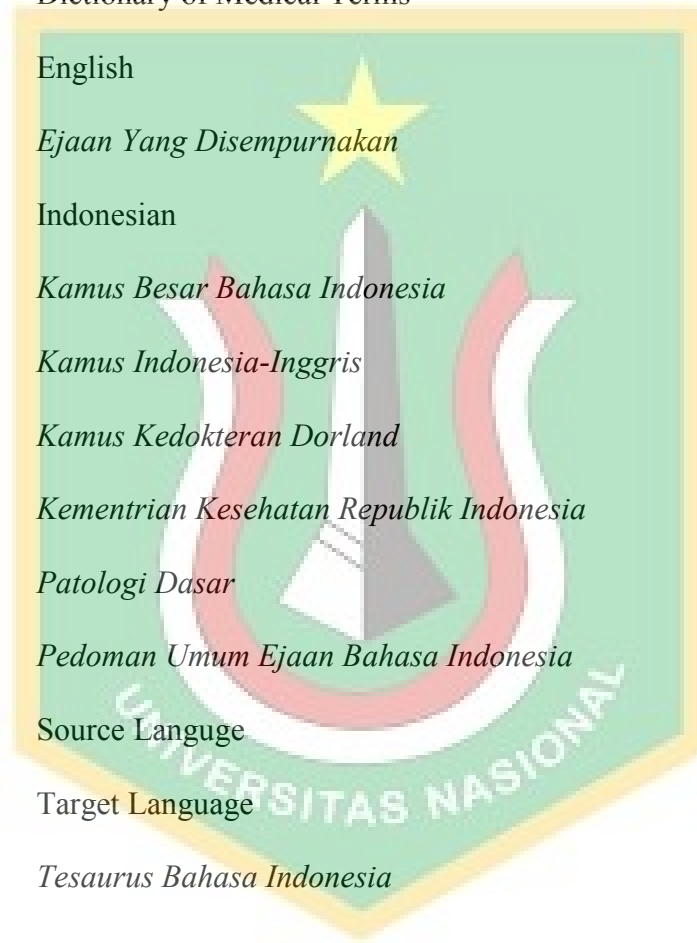 Dictionary of Medical Terms
English
Ejaan Yang Disempurnakan
Indonesian
Kamus Besar Bahasa Indonesia
Kamus Indonesia-Inggris
Kamus Kedokteran Dorland
Kementrian Kesehatan Republik Indonesia
Patologi Dasar
Pedoman Umum Ejaan Bahasa Indonesia
Source Languge
Target Language
Tesaurus Bahasa Indonesia
UNIVERSITAS NASIONAL